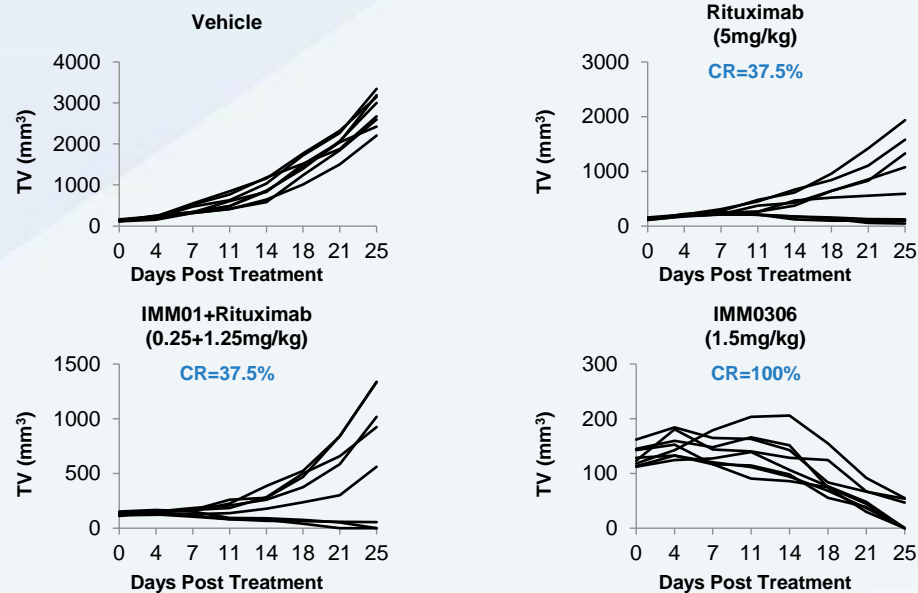 Vehicle
TV (mm³)
4000
3000
2000
1000
0
0 4 7 11 14 18 21 25
Days Post Treatment
Rituximab
(5mg/kg)
CR=37.5%
TV (mm³)
3000
2000
1000
0
0 4 7 11 14 18 21 25
Days Post Treatment
IMM01+Rituximab
(0.25+1.25mg/kg)
CR=37.5%
TV (mm³)
1500
1000
500
0
0 4 7 11 14 18 21 25
Days Post Treatment
IMM0306
(1.5mg/kg)
CR=100%
TV (mm³)
300
200
100
0
0 4 7 11 14 18 21 25
Days Post Treatment